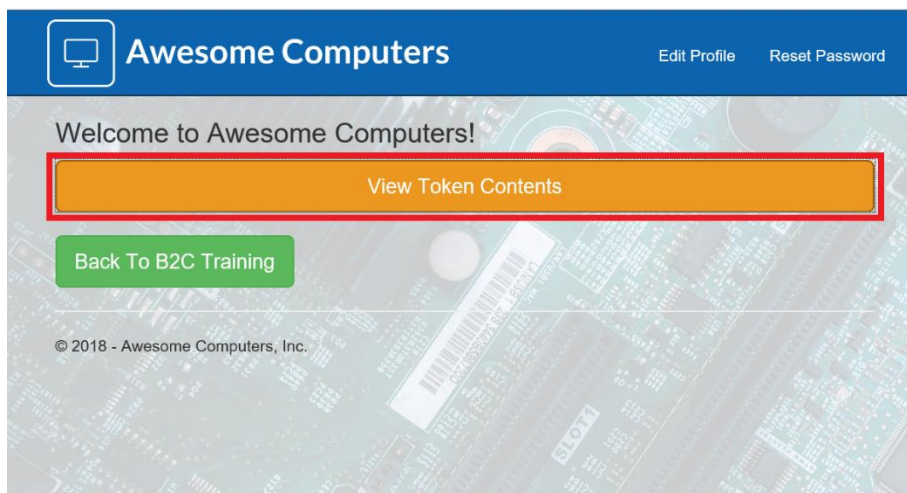 Awesome Computers
Edit Profile Reset Password
Welcome to Awesome Computers!
View Token Contents
Back To B2C Training
© 2018 - Awesome Computers, Inc.
SLOT1